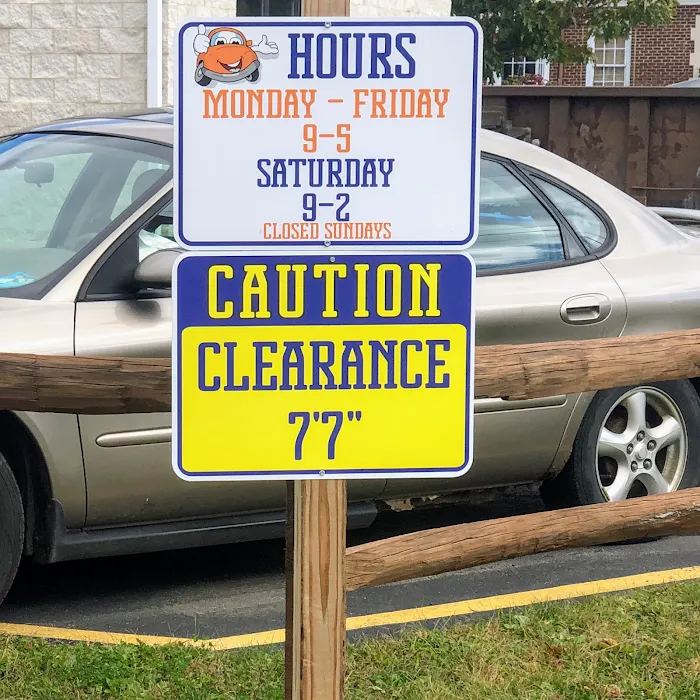 HOURS
MONDAY - FRIDAY
9-5
SATURDAY
9-2
CLOSED SUNDAYS
CAUTION
CLEARANCE
7'7"